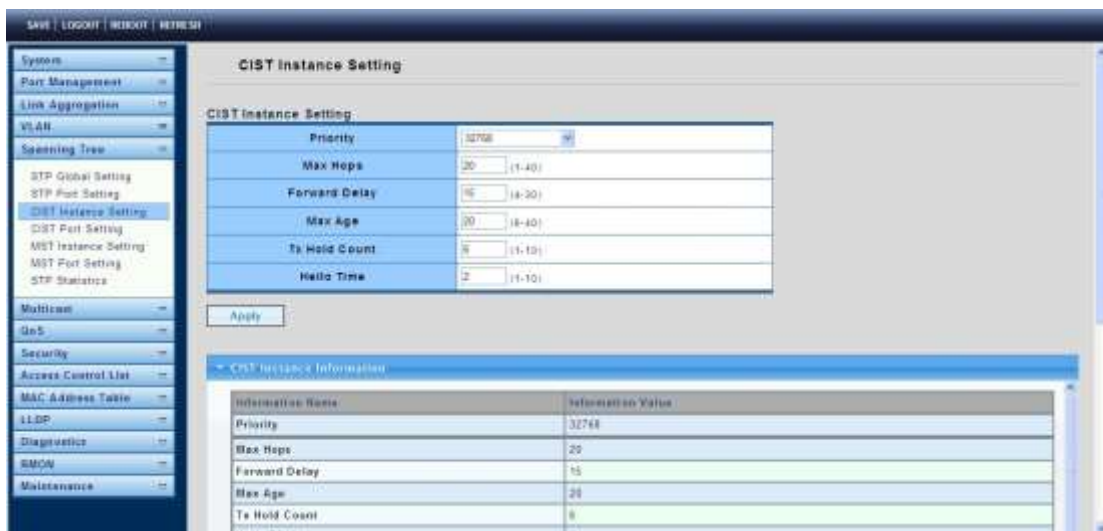 SAVE | LOGOUT | REBOOT | REFRESH
System
Port Management
Link Aggregation
VLAN
Spanning Tree
STP Global Setting
STP Port Setting
CIST Instance Setting
CIST Port Setting
MST Instance Setting
MST Port Setting
STP Statistics
Multicast
QoS
Security
Access Control List
MAC Address Table
LLDP
Diagnostics
RMON
Maintenance
CIST Instance Setting
CIST Instance Setting
Priority 32768
Max Hops 20 (1-40)
Forward Delay 15 (4-30)
Max Age 20 (6-40)
Tx Hold Count 6 (1-10)
Hello Time 2 (1-10)
Apply
CIST Instance Information
Information Name Information Value
Priority 32768
Max Hops 20
Forward Delay 15
Max Age 20
Tx Hold Count 6